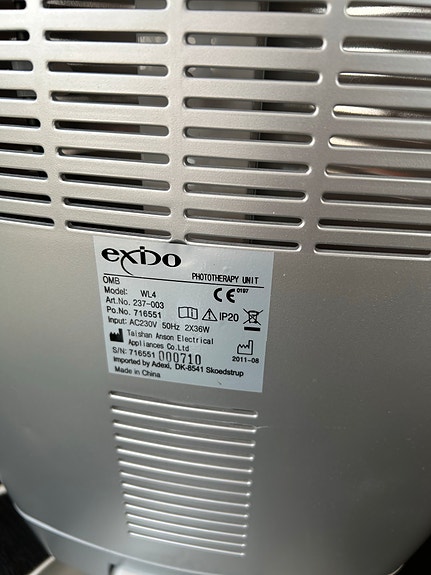 exido
PHOTOTHERAPY UNIT
OMB
Model: WL4
CE 0197
Art.No. 237-003
Po.No. 716551
IP20
Input: AC230V 50Hz 2X36W
Taishan Anson Electrical
Appliances Co.Ltd
2011-08
S/N: 716551 000710
Imported by Adexi, DK-8541 Skoedstrup
Made in China